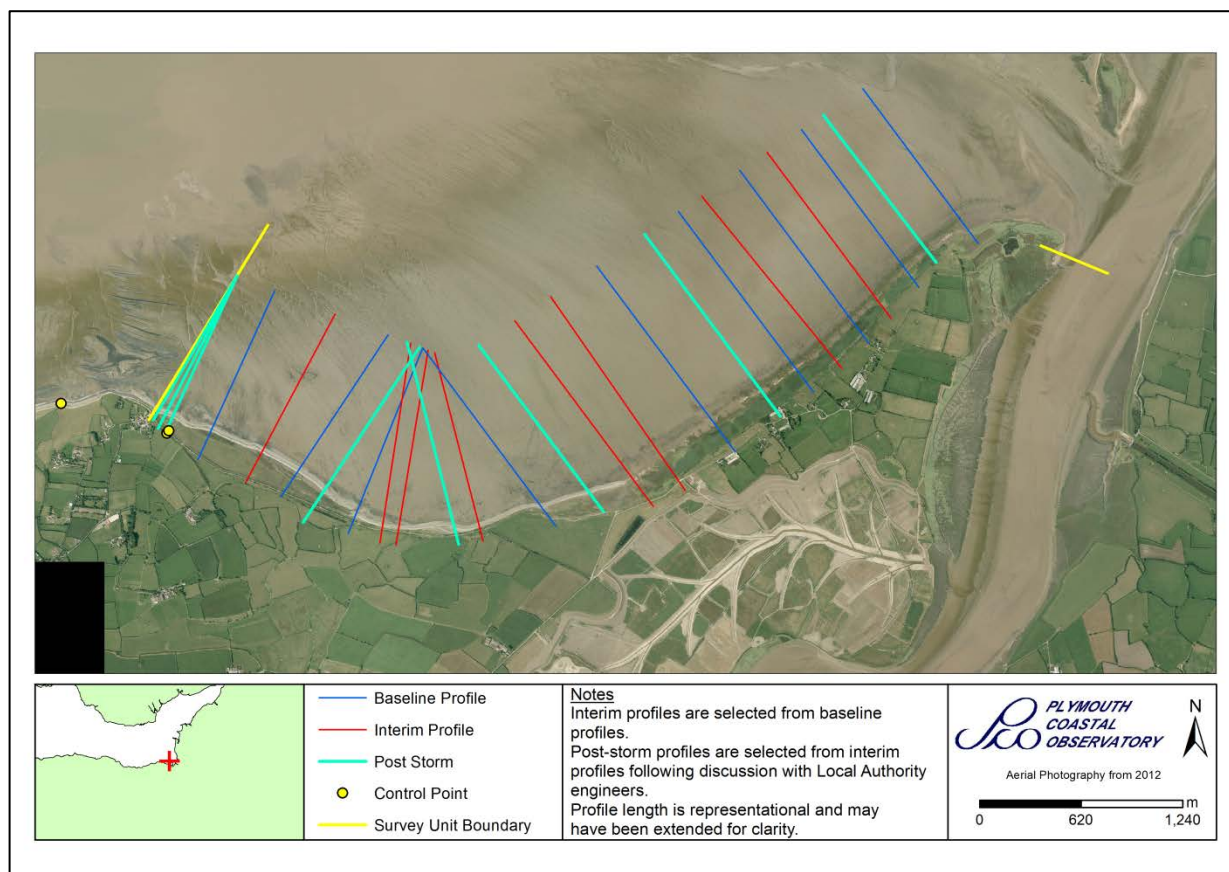 Baseline Profile
Interim Profile
Post Storm
Control Point
Survey Unit Boundary
Notes
Interim profiles are selected from baseline
profiles.
Post-storm profiles are selected from interim
profiles following discussion with Local Authority
engineers.
Profile length is representational and may
have been extended for clarity.
PLYMOUTH
COASTAL
OBSERVATORY
N
Aerial Photography from 2012
m
0 620 1,240